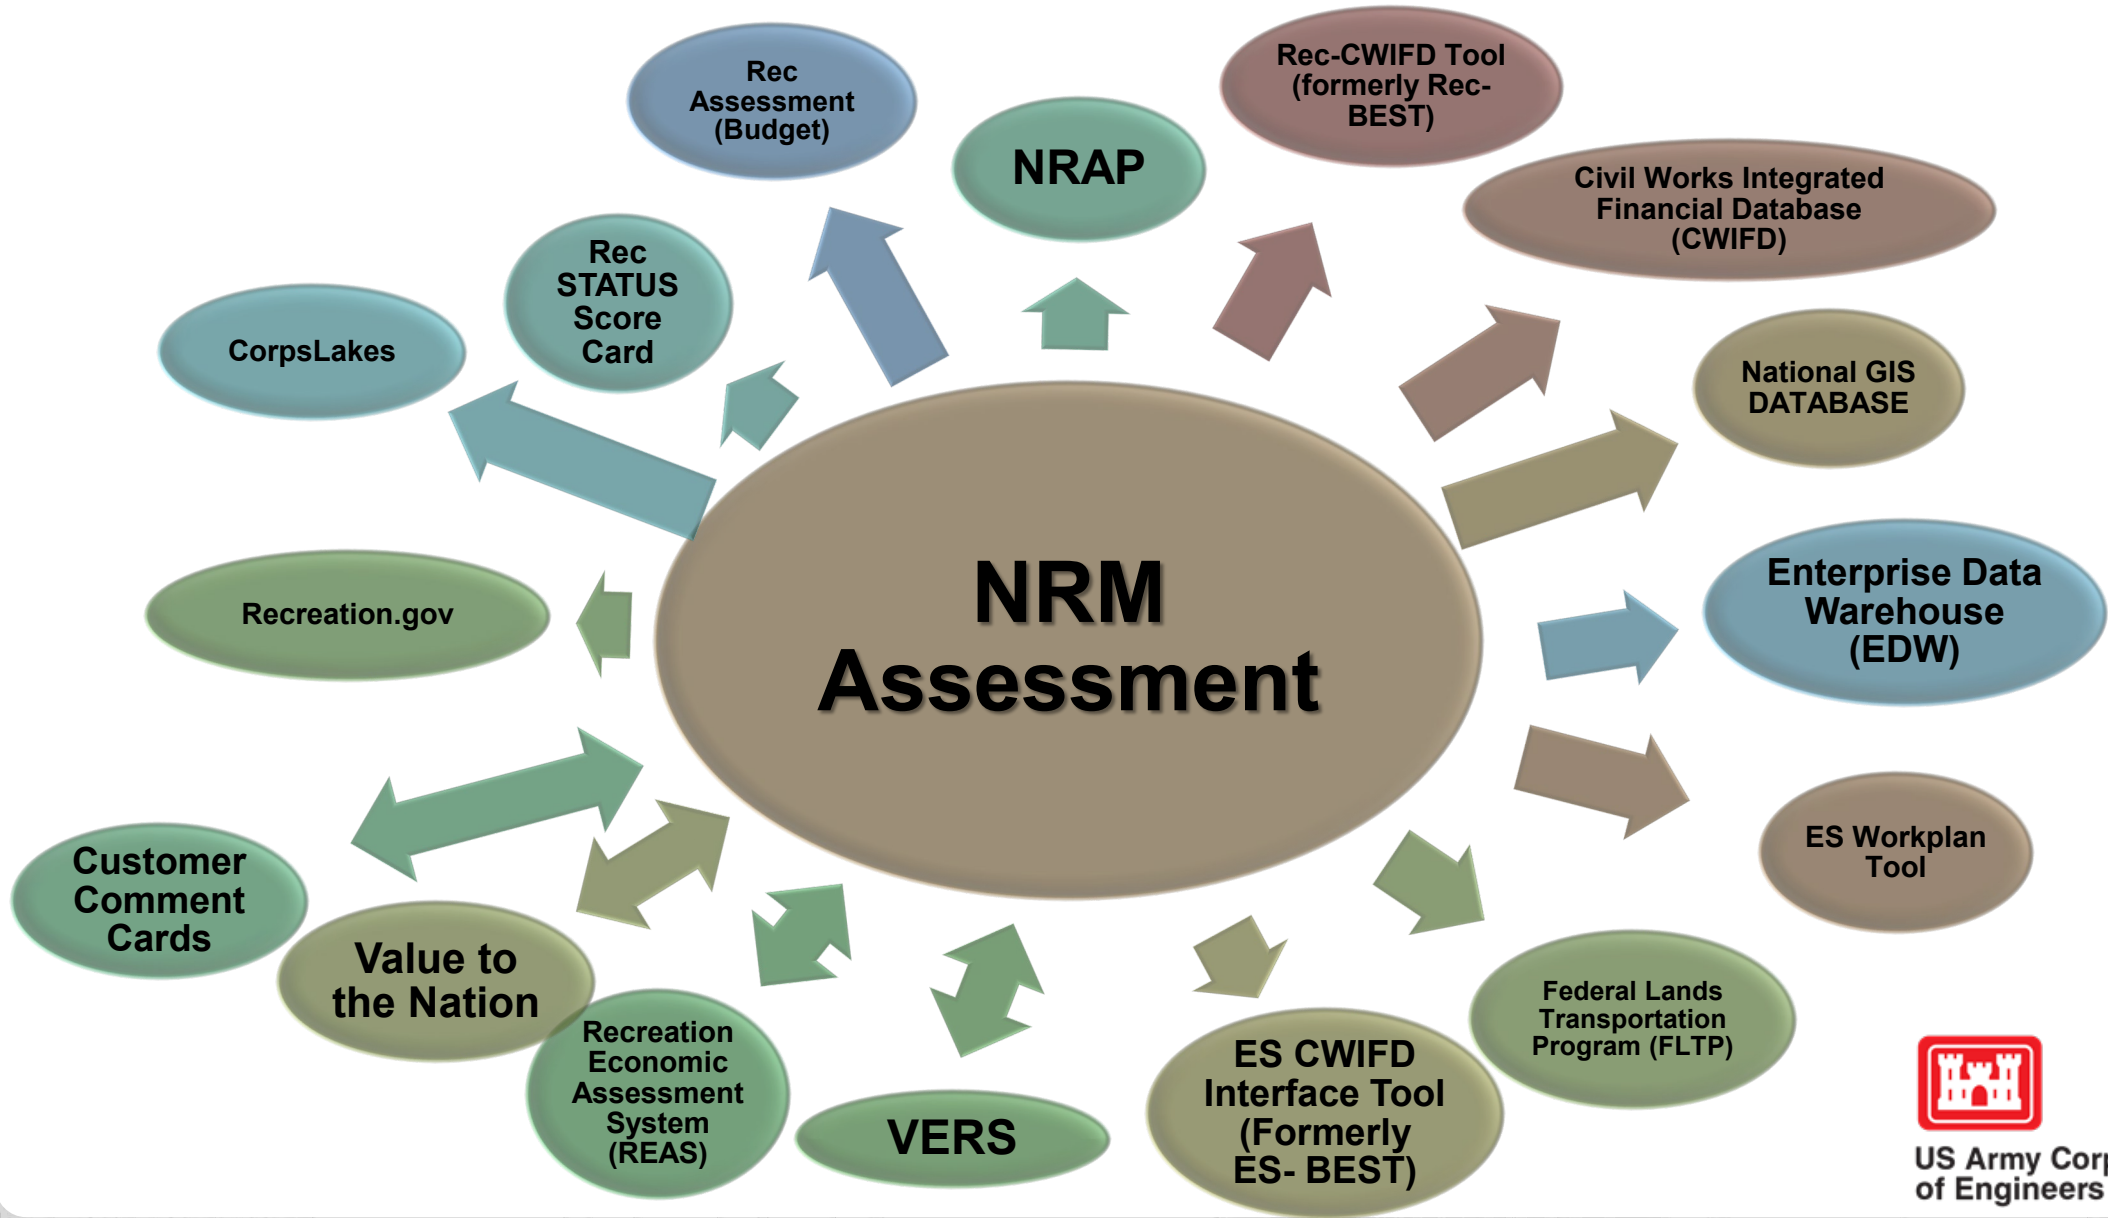 Rec
Assessment
(Budget)
NRAP
Rec-CWIFD Tool
(formerly Rec-
BEST)
Civil Works Integrated
Financial Database
(CWIFD)
National GIS
DATABASE
Enterprise Data
Warehouse
(EDW)
ES Workplan
Tool
Federal Lands
Transportation
Program (FLTP)
ES CWIFD
Interface Tool
(Formerly
ES- BEST)
VERS
Recreation
Economic
Assessment
System
(REAS)
Value to
the Nation
Customer
Comment
Cards
Recreation.gov
CorpsLakes
Rec
STATUS
Score
Card
NRM
Assessment
US Army Corp
of Engineers